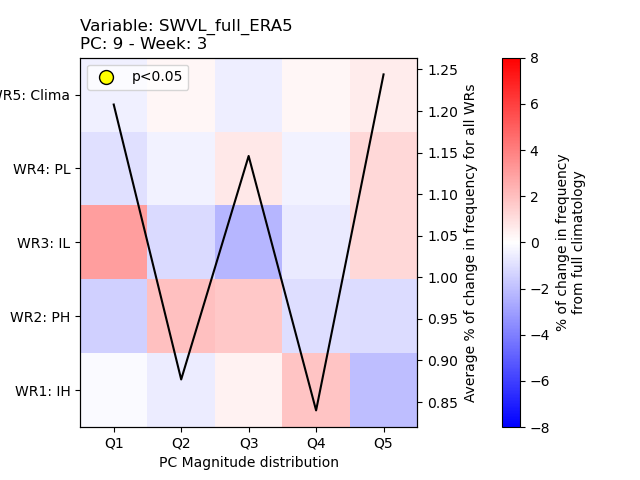 Variable: SWVL_full_ERA5
PC: 9 - Week: 3
p<0.05
WR5: Clima
WR4: PL
WR3: IL
WR2: PH
WR1: IH
Q1 Q2 Q3 Q4 Q5
PC Magnitude distribution
1.25
1.20
1.15
1.10
1.05
1.00
0.95
0.90
0.85
Average % of change in frequency for all WRs
8
6
4
2
0
−2
−4
−6
−8
% of change in frequency
from full climatology